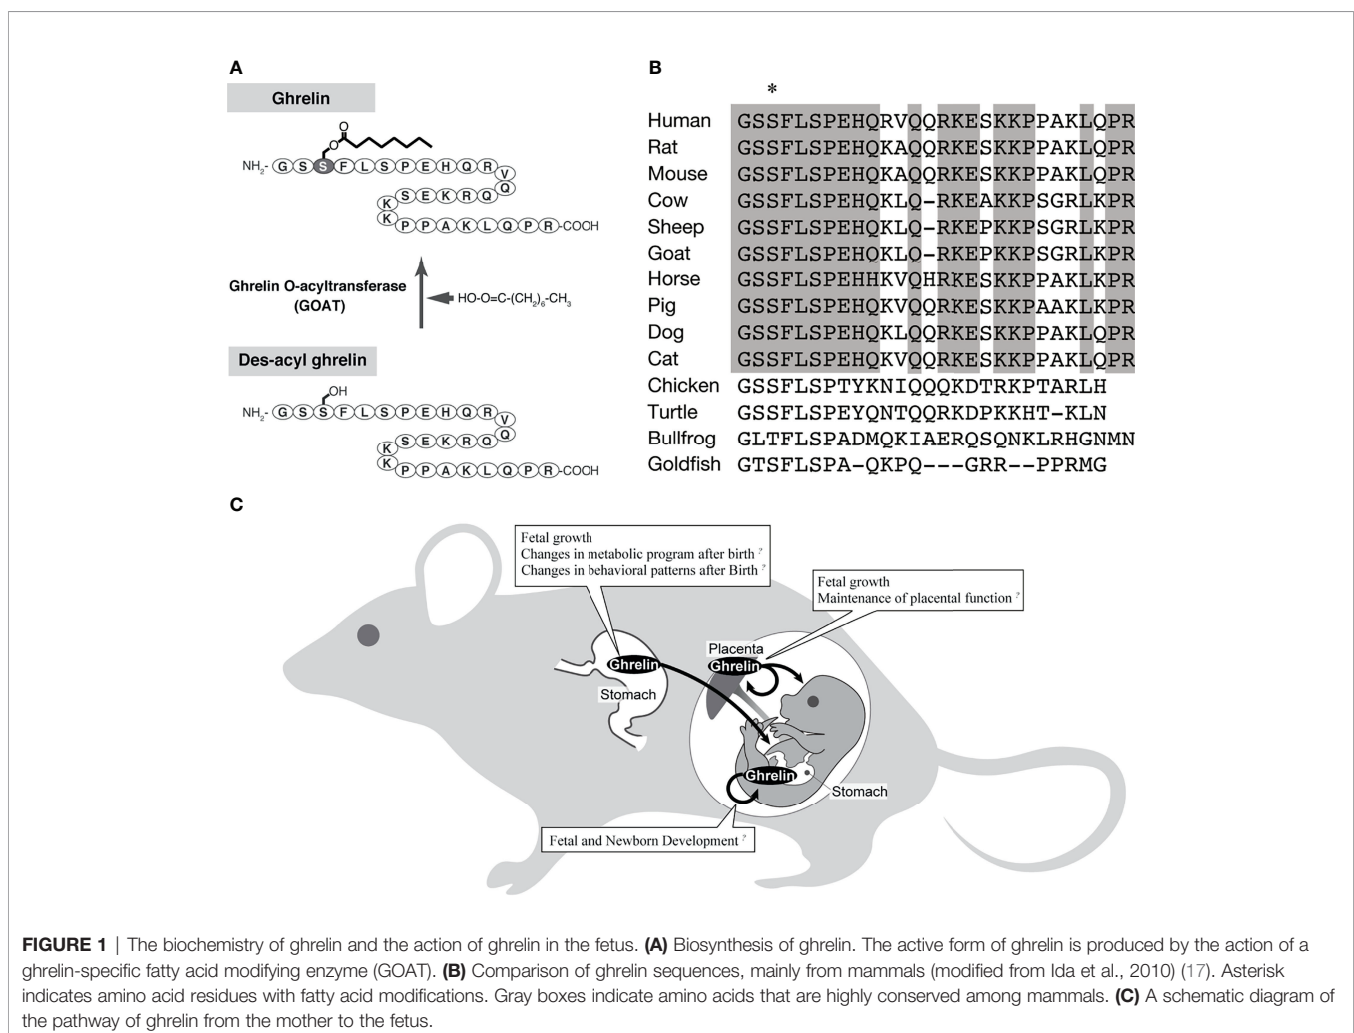 A
Ghrelin
O
O
NH2- G S S F L S P E H Q R V
S E K R Q Q
K
K P P A K L Q P R -COOH
Ghrelin O-acyltransferase
(GOAT)
HO-O=C-(CH2)6-CH3
Des-acyl ghrelin
OH
NH2- G S S F L S P E H Q R V
S E K R Q Q
K
K P P A K L Q P R -COOH
B
*
Human GSSFLSPEHQRVQQRKESKKPPAKLQPR
Rat GSSFLSPEHQKAQQRKESKKPPAKLQPR
Mouse GSSFLSPEHQKAQQRKESKKPPAKLQPR
Cow GSSFLSPEHQKLQ-RKEAKKPSGRLKPR
Sheep GSSFLSPEHQKLQ-RKEPKKPSGRLKPR
Goat GSSFLSPEHQKLQ-RKEPKKPSGRLKPR
Horse GSSFLSPEHHKVQHRKESKKPPAKLKPR
Pig GSSFLSPEHQKVQQRKESKKPAAKLKPR
Dog GSSFLSPEHQKLQQRKESKKPPAKLQPR
Cat GSSFLSPEHQKVQQRKESKKPPAKLQPR
Chicken GSSFLSPTYKNIQQQKDTRKPTARLH
Turtle GSSFLSPEYQNTQQRKDPKKHT-KLN
Bullfrog GLTFLSPADMQKIAERQSQNKLRHGNMN
Goldfish GTSFLSPA-QKPQ---GRR--PPRMG
C
Fetal growth
Changes in metabolic program after birth ?
Changes in behavioral patterns after Birth ?
Fetal growth
Maintenance of placental function ?
Placenta
Ghrelin
Ghrelin
Stomach
Ghrelin
Stomach
Fetal and Newborn Development ?
FIGURE 1 | The biochemistry of ghrelin and the action of ghrelin in the fetus. (A) Biosynthesis of ghrelin. The active form of ghrelin is produced by the action of a
ghrelin-specific fatty acid modifying enzyme (GOAT). (B) Comparison of ghrelin sequences, mainly from mammals (modified from Ida et al., 2010) (17). Asterisk
indicates amino acid residues with fatty acid modifications. Gray boxes indicate amino acids that are highly conserved among mammals. (C) A schematic diagram of
the pathway of ghrelin from the mother to the fetus.